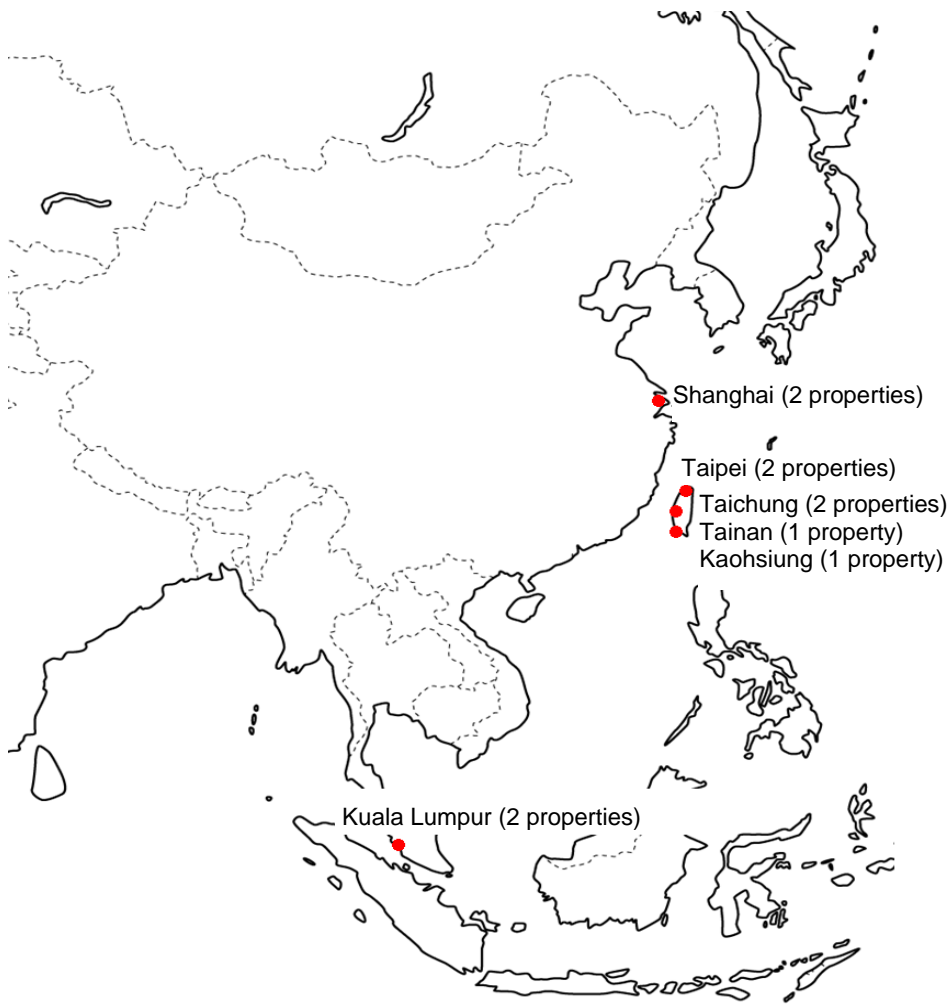 Shanghai (2 properties)
Taipei (2 properties)
Taichung (2 properties)
Tainan (1 property)
Kaohsiung (1 property)
Kuala Lumpur (2 properties)